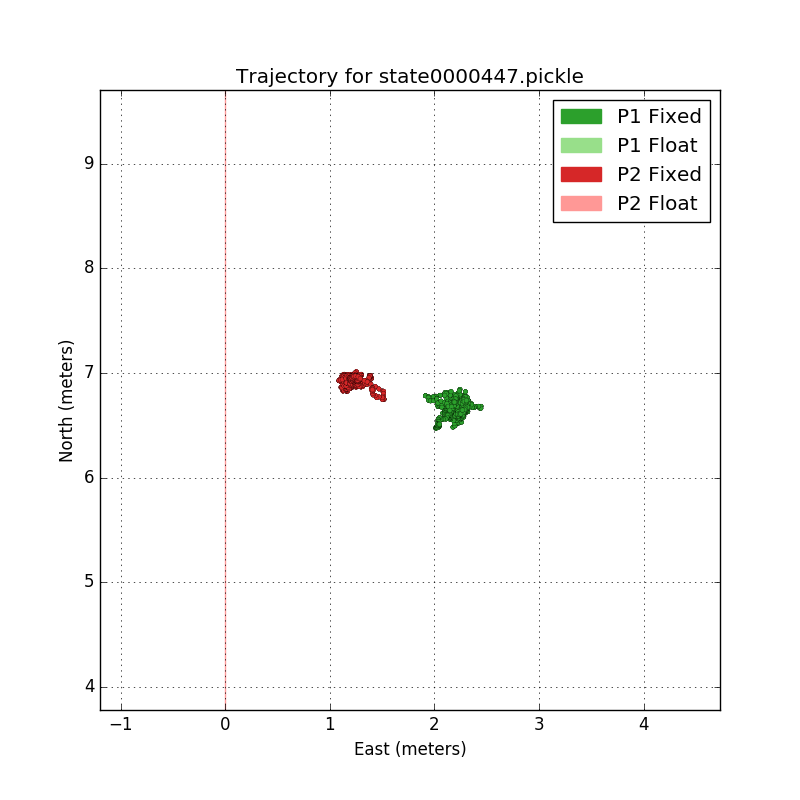 Trajectory for state0000447.pickle
P1 Fixed
P1 Float
P2 Fixed
P2 Float
9
8
7
6
5
4
North (meters)
−1 0 1 2 3 4
East (meters)